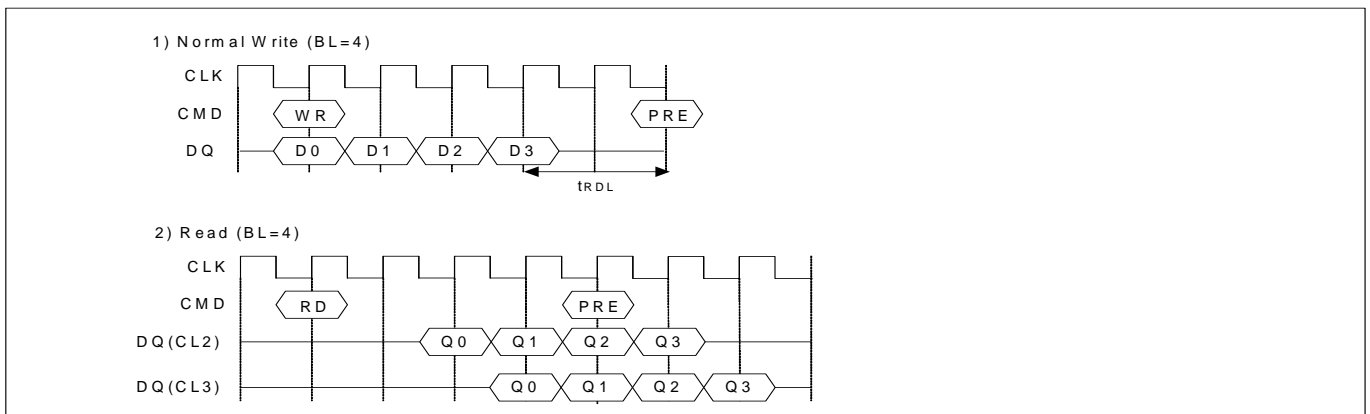 1) Normal Write (BL=4)
CLK
CMD WR PRE
DQ D0 D1 D2 D3
tRDL
2) Read (BL=4)
CLK
CMD RD PRE
DQ(CL2) Q0 Q1 Q2 Q3
DQ(CL3) Q0 Q1 Q2 Q3